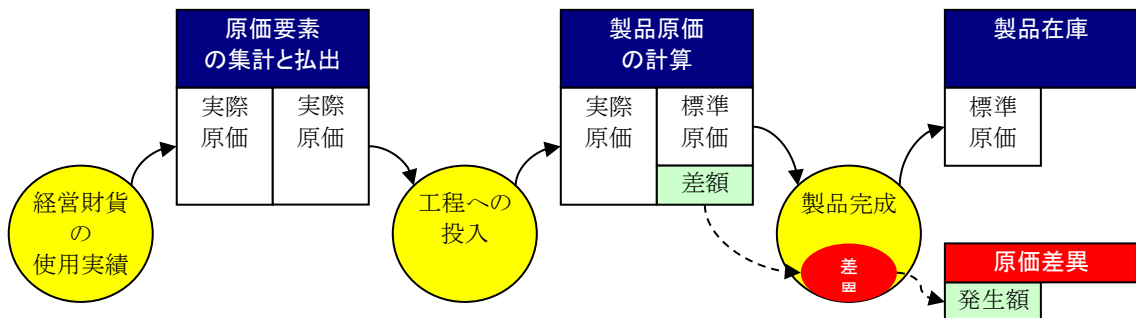 原価要素
の集計と払出
実際
原価
実際
原価
経営財貨
の
使用実績
工程への
投入
製品原価
の計算
実際
原価
標準
原価
差額
製品完成
差
製品在庫
標準
原価
原価差異
発生額